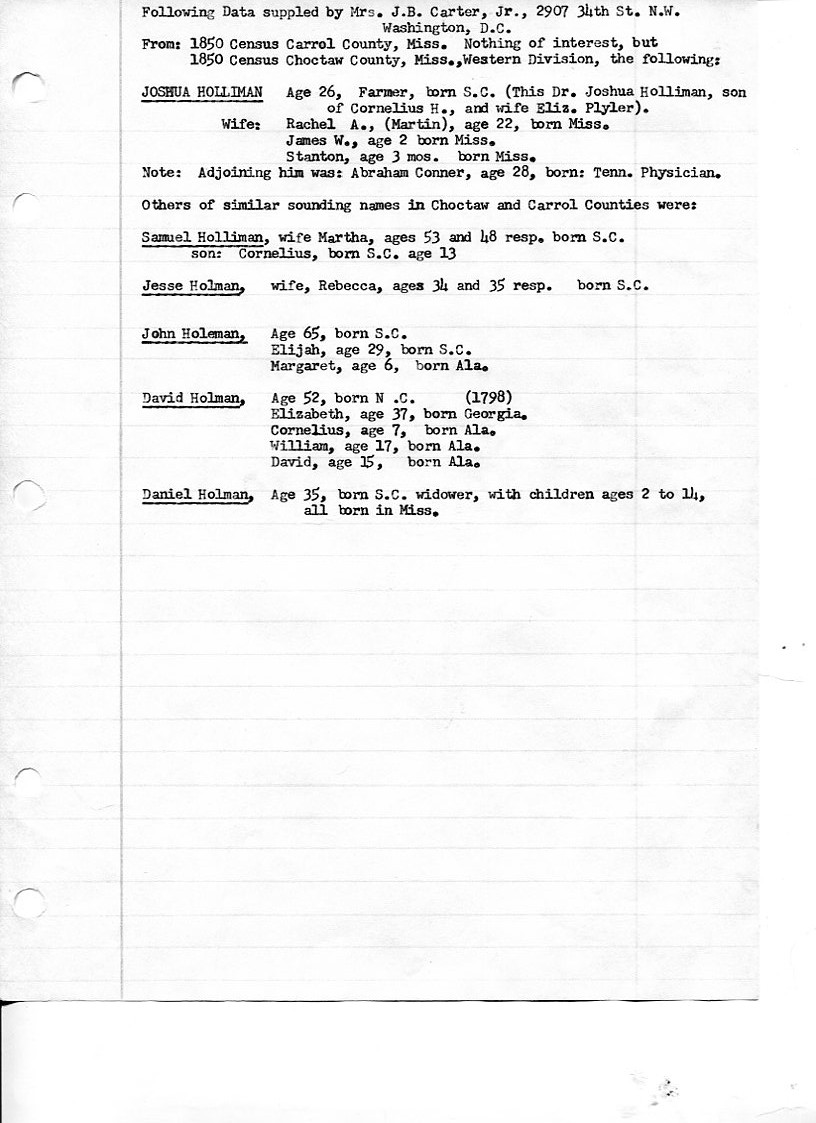 Following Data suppled by Mrs. J.B. Carter, Jr., 2907 34th St. N.W.
Washington, D.C.
From: 1850 Census Carrol County, Miss. Nothing of interest, but
1850 Census Choctaw County, Miss.,Western Division, the following:
JOSHUA HOLLIMAN Age 26, Farmer, born S.C. (This Dr. Joshua Holliman, son
of Cornelius H., and wife Eliz. Plyler).
Wife: Rachel A., (Martin), age 22, born Miss.
James W., age 2 born Miss.
Stanton, age 3 mos. born Miss.
Note: Adjoining him was: Abraham Conner, age 28, born: Tenn. Physician.
Others of similar sounding names in Choctaw and Carrol Counties were:
Samuel Holliman, wife Martha, ages 53 and 48 resp. born S.C.
son: Cornelius, born S.C. age 13
Jesse Holman, wife, Rebecca, ages 34 and 35 resp. born S.C.
John Holeman, Age 65, born S.C.
Elijah, age 29, born S.C.
Margaret, age 6, born Ala.
David Holman, Age 52, born N .C. (1798)
Elizabeth, age 37, born Georgia.
Cornelius, age 7, born Ala.
William, age 17, born Ala.
David, age 15, born Ala.
Daniel Holman, Age 35, born S.C. widower, with children ages 2 to 14,
all born in Miss.